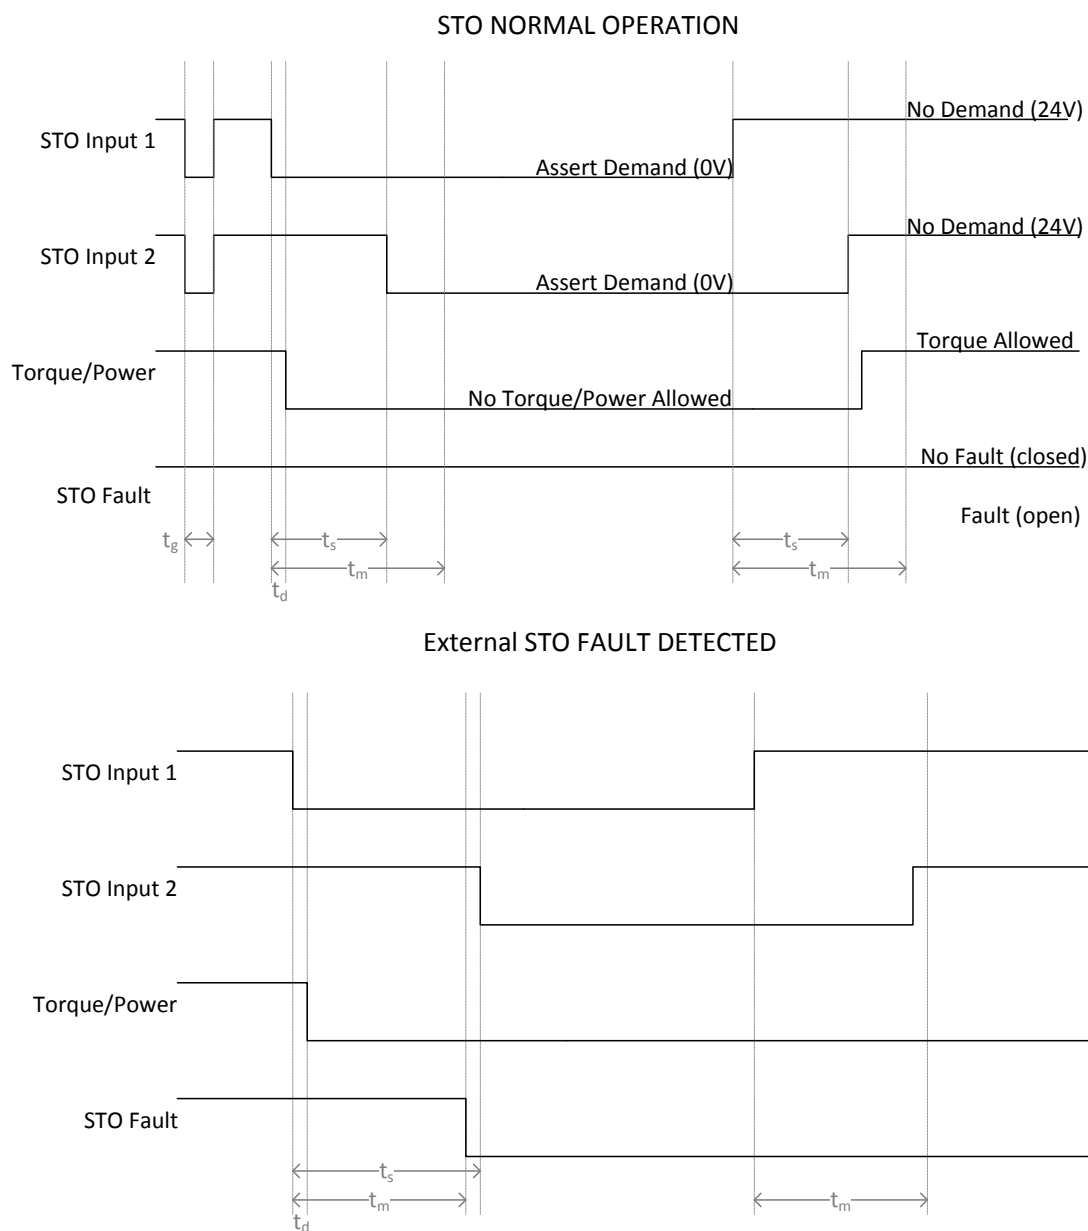 STO NORMAL OPERATION
No Demand (24V)
STO Input 1
Assert Demand (0V)
No Demand (24V)
STO Input 2
Assert Demand (0V)
Torque Allowed
Torque/Power
No Torque/Power Allowed
No Fault (closed)
STO Fault
Fault (open)
tg
ts
ts
tm
tm
td
External STO FAULT DETECTED
STO Input 1
STO Input 2
Torque/Power
STO Fault
ts
tm
tm
td